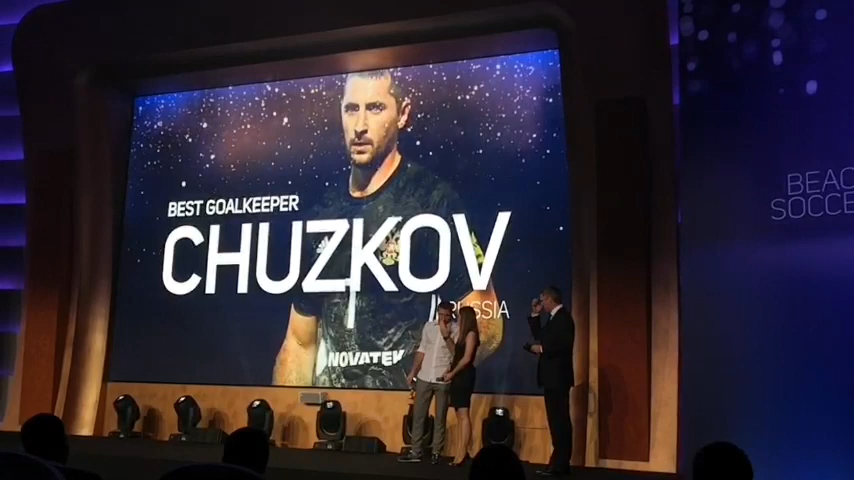 BEST GOALKEEPER
CHUZKOV
RUSSIA
NOVATEK
BEAC
SOCCE